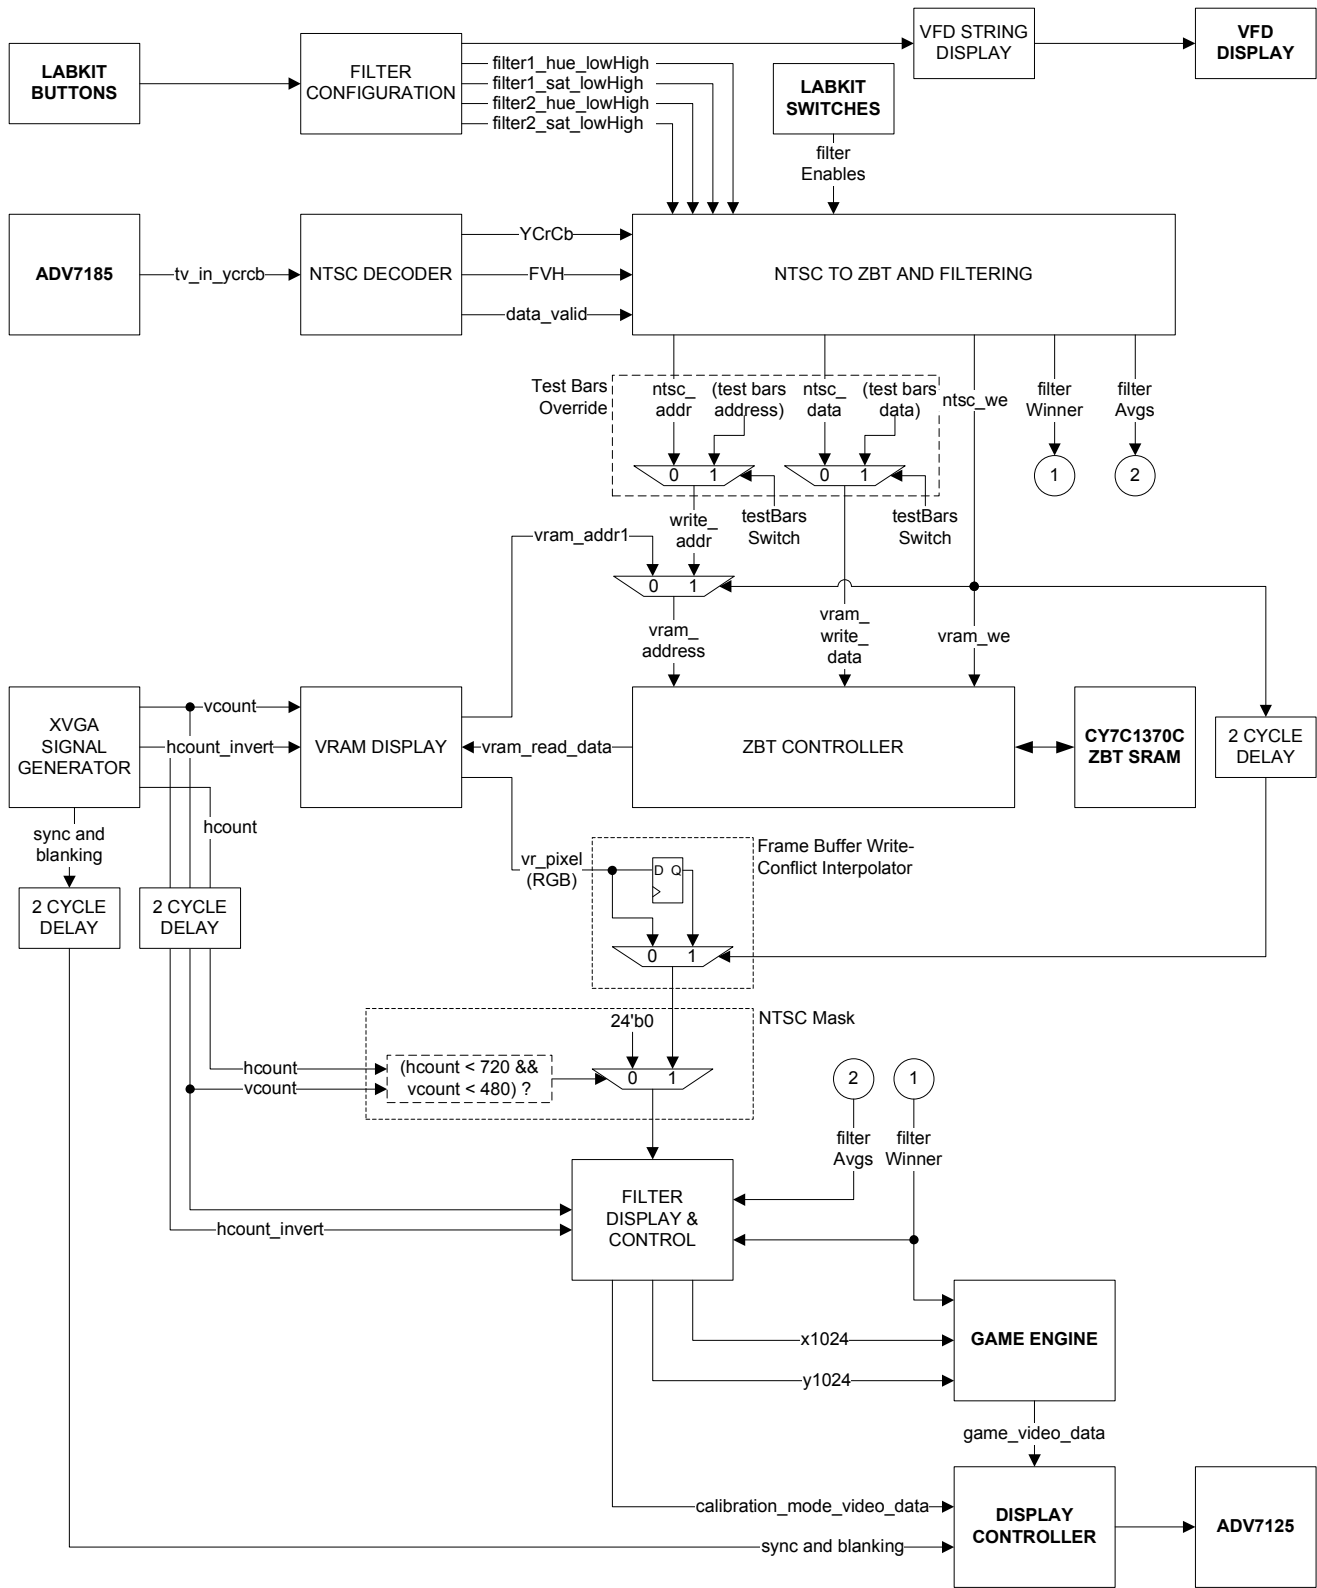 VFD STRING
DISPLAY
VFD
DISPLAY
LABKIT
BUTTONS
FILTER
CONFIGURATION
filter1_hue_lowHigh
filter1_sat_lowHigh
filter2_hue_lowHigh
filter2_sat_lowHigh
LABKIT
SWITCHES
filter
Enables
ADV7185
tv_in_ycrcb
NTSC DECODER
YCrCb
FVH
data_valid
NTSC TO ZBT AND FILTERING
Test Bars
Override
ntsc_
addr
(test bars
address)
ntsc_
data
(test bars
data)
ntsc_we
filter
Winner
filter
Avgs
0 1
0 1
1
2
write_
addr
testBars
Switch
testBars
Switch
vram_addr1
0 1
vram_
address
vram_
write_
data
vram_we
XVGA
SIGNAL
GENERATOR
vcount
hcount_invert
VRAM DISPLAY
vram_read_data
ZBT CONTROLLER
CY7C1370C
ZBT SRAM
2 CYCLE
DELAY
hcount
sync and
blanking
Frame Buffer Write-
Conflict Interpolator
vr_pixel
(RGB)
D Q
2 CYCLE
DELAY
2 CYCLE
DELAY
0 1
24'b0
NTSC Mask
hcount
vcount
(hcount < 720 &&
vcount < 480) ?
0 1
2
1
filter
Avgs
filter
Winner
FILTER
DISPLAY &
CONTROL
hcount_invert
x1024
y1024
GAME ENGINE
game_video_data
calibration_mode_video_data
sync and blanking
DISPLAY
CONTROLLER
ADV7125